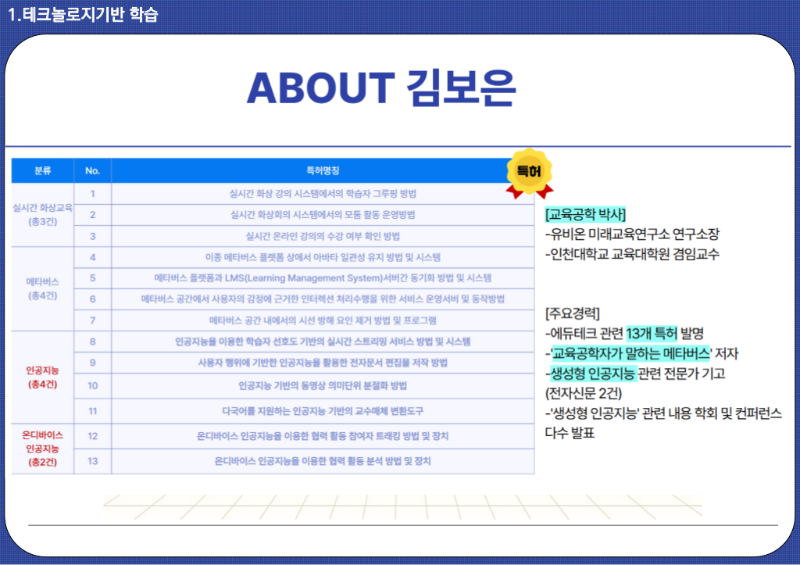 1.테크놀로지기반 학습
ABOUT 김보은
분류 No. 특허명칭
특허
실시간 화상교육
(총3건)
1 실시간 화상 강의 시스템에서의 학습자 그루핑 방법
2 실시간 화상회의 시스템에서의 모둠 활동 운영방법
3 실시간 온라인 강의의 수강 여부 확인 방법
메타버스
(총4건)
4 이종 메타버스 플랫폼 상에서 아바타 일관성 유지 방법 및 시스템
5 메타버스 플랫폼과 LMS(Learning Management System)서버간 동기화 방법 및 시스템
6 메타버스 공간에서 사용자의 감정에 근거한 인터랙션 처리수행을 위한 서비스 운영서버 및 동작방법
7 메타버스 공간 내에서의 시선 방해 요인 제거 방법 및 프로그램
인공지능
(총4건)
8 인공지능을 이용한 학습자 선호도 기반의 실시간 스트리밍 서비스 방법 및 시스템
9 사용자 행위에 기반한 인공지능을 활용한 전자문서 편집물 저작 방법
10 인공지능 기반의 동영상 의미단위 분절화 방법
11 다국어를 지원하는 인공지능 기반의 교수매체 변환도구
온디바이스
인공지능
(총2건)
12 온디바이스 인공지능을 이용한 협력 활동 참여자 트래킹 방법 및 장치
13 온디바이스 인공지능을 이용한 협력 활동 분석 방법 및 장치
[교육공학 박사]
-유비온 미래교육연구소 연구소장
-인천대학교 교육대학원 겸임교수
[주요경력]
-에듀테크 관련 13개 특허 발명
-'교육공학자가 말하는 메타버스' 저자
-생성형 인공지능 관련 전문가 기고
(전자신문 2건)
-'생성형 인공지능' 관련 내용 학회 및 컨퍼런스
다수 발표